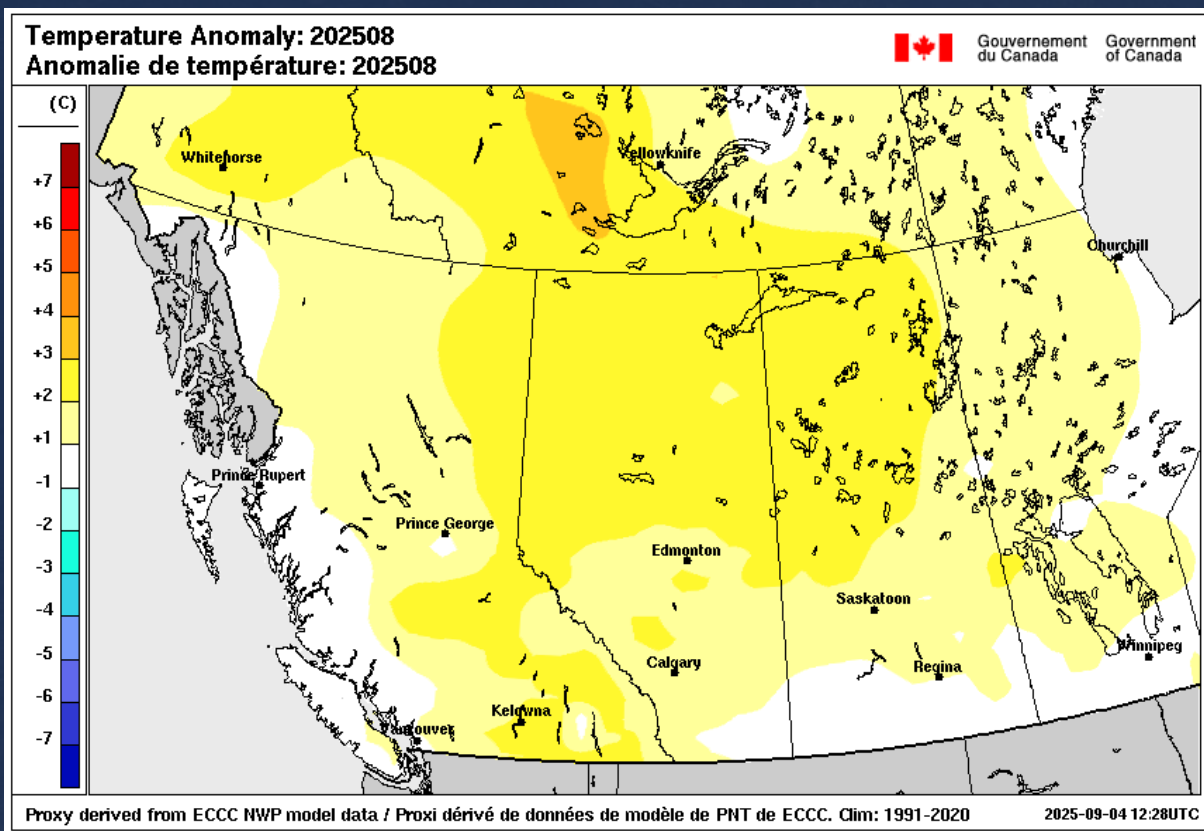 Temperature Anomaly: 202508
Anomalie de température: 202508
Gouvernement du Canada
Government of Canada
(C)
+7
+6
+5
+4
+3
+2
+1
-1
-2
-3
-4
-5
-6
-7
Whitehorse
Yellowknife
Churchill
Prince Rupert
Prince George
Edmonton
Saskatoon
Calgary
Regina
Winnipeg
Kelowna
Vancouver
Proxy derived from ECCC NWP model data / Proxi dérivé de données de modèle de PNT de ECCC. Clim: 1991-2020
2025-09-04 12:28UTC